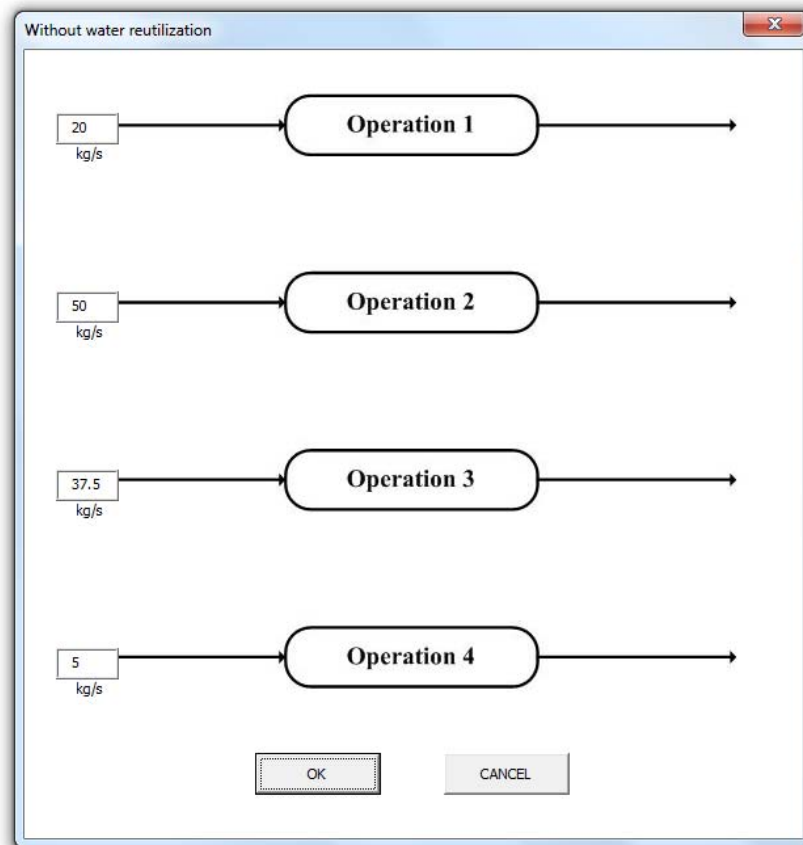 Without water reutilization
Operation 1
20
kg/s
Operation 2
50
kg/s
Operation 3
37.5
kg/s
Operation 4
5
kg/s
OK
CANCEL